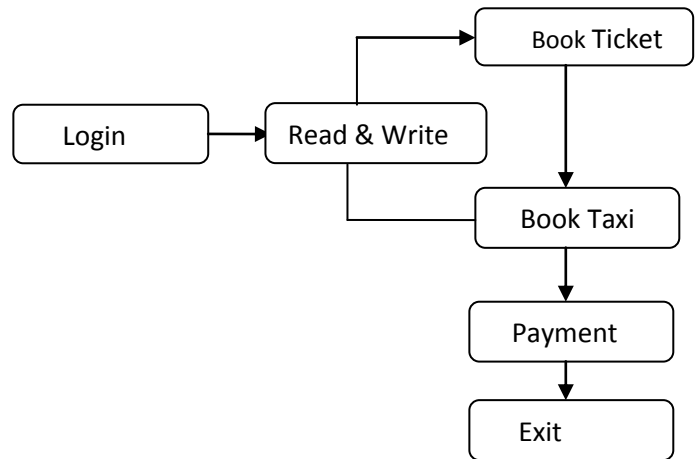 Book Ticket
Login
Read & Write
Book Taxi
Payment
Exit